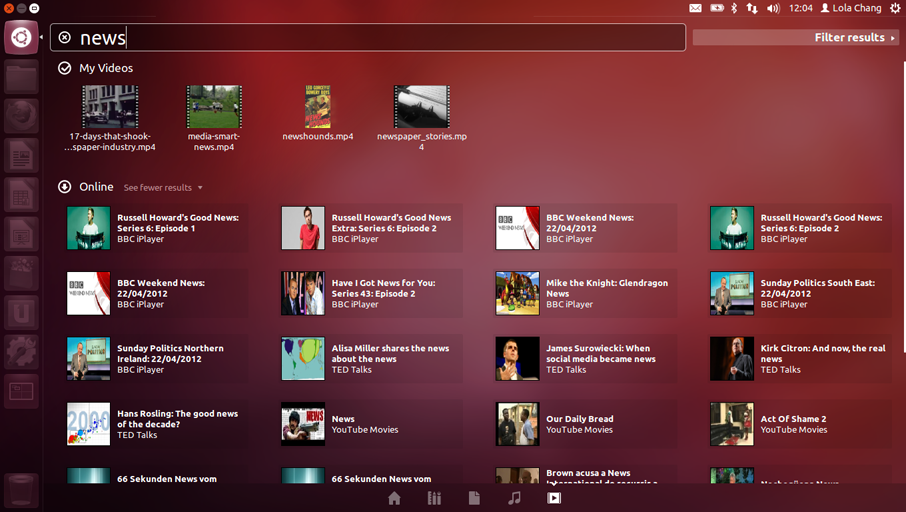 12:04 Lola Chang
news
Filter results
My Videos
17-days-that-shook-
…spaper-industry.mp4
media-smart-
news.mp4
newshounds.mp4
newspaper_stories.mp
4
Online See fewer results
Russell Howard's Good News:
Series 6: Episode 1
BBC iPlayer
Russell Howard's Good News
Extra: Series 6: Episode 2
BBC iPlayer
BBC Weekend News:
22/04/2012
BBC iPlayer
Russell Howard's Good News:
Series 6: Episode 2
BBC iPlayer
BBC Weekend News:
22/04/2012
BBC iPlayer
Have I Got News for You:
Series 43: Episode 2
BBC iPlayer
Mike the Knight: Glendragon
News
BBC iPlayer
Sunday Politics South East:
22/04/2012
BBC iPlayer
Sunday Politics Northern
Ireland: 22/04/2012
BBC iPlayer
Alisa Miller shares the news
about the news
TED Talks
James Surowiecki: When
social media became news
TED Talks
Kirk Citron: And now, the real
news
TED Talks
Hans Rosling: The good news
of the decade?
TED Talks
News
YouTube Movies
Our Daily Bread
YouTube Movies
Act Of Shame 2
YouTube Movies
66 Sekunden News vom
66 Sekunden News vom
Brown acusa a News